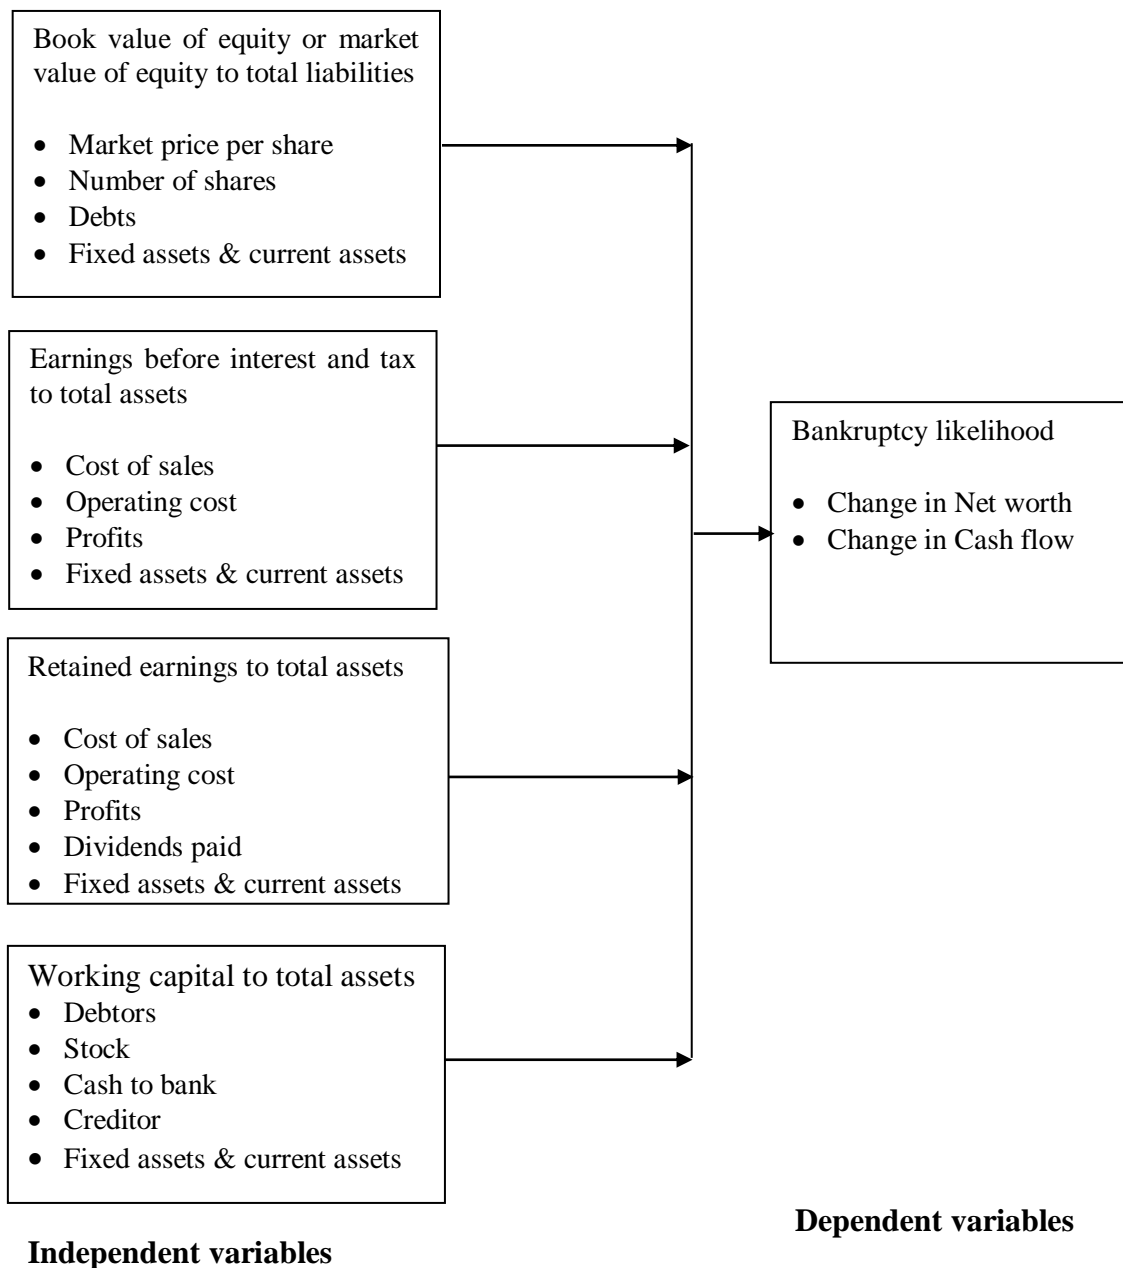 Book value of equity or market
value of equity to total liabilities
• Market price per share
• Number of shares
• Debts
• Fixed assets & current assets
Earnings before interest and tax
to total assets
• Cost of sales
• Operating cost
• Profits
• Fixed assets & current assets
Retained earnings to total assets
• Cost of sales
• Operating cost
• Profits
• Dividends paid
• Fixed assets & current assets
Working capital to total assets
• Debtors
• Stock
• Cash to bank
• Creditor
• Fixed assets & current assets
Independent variables
Bankruptcy likelihood
• Change in Net worth
• Change in Cash flow
Dependent variables